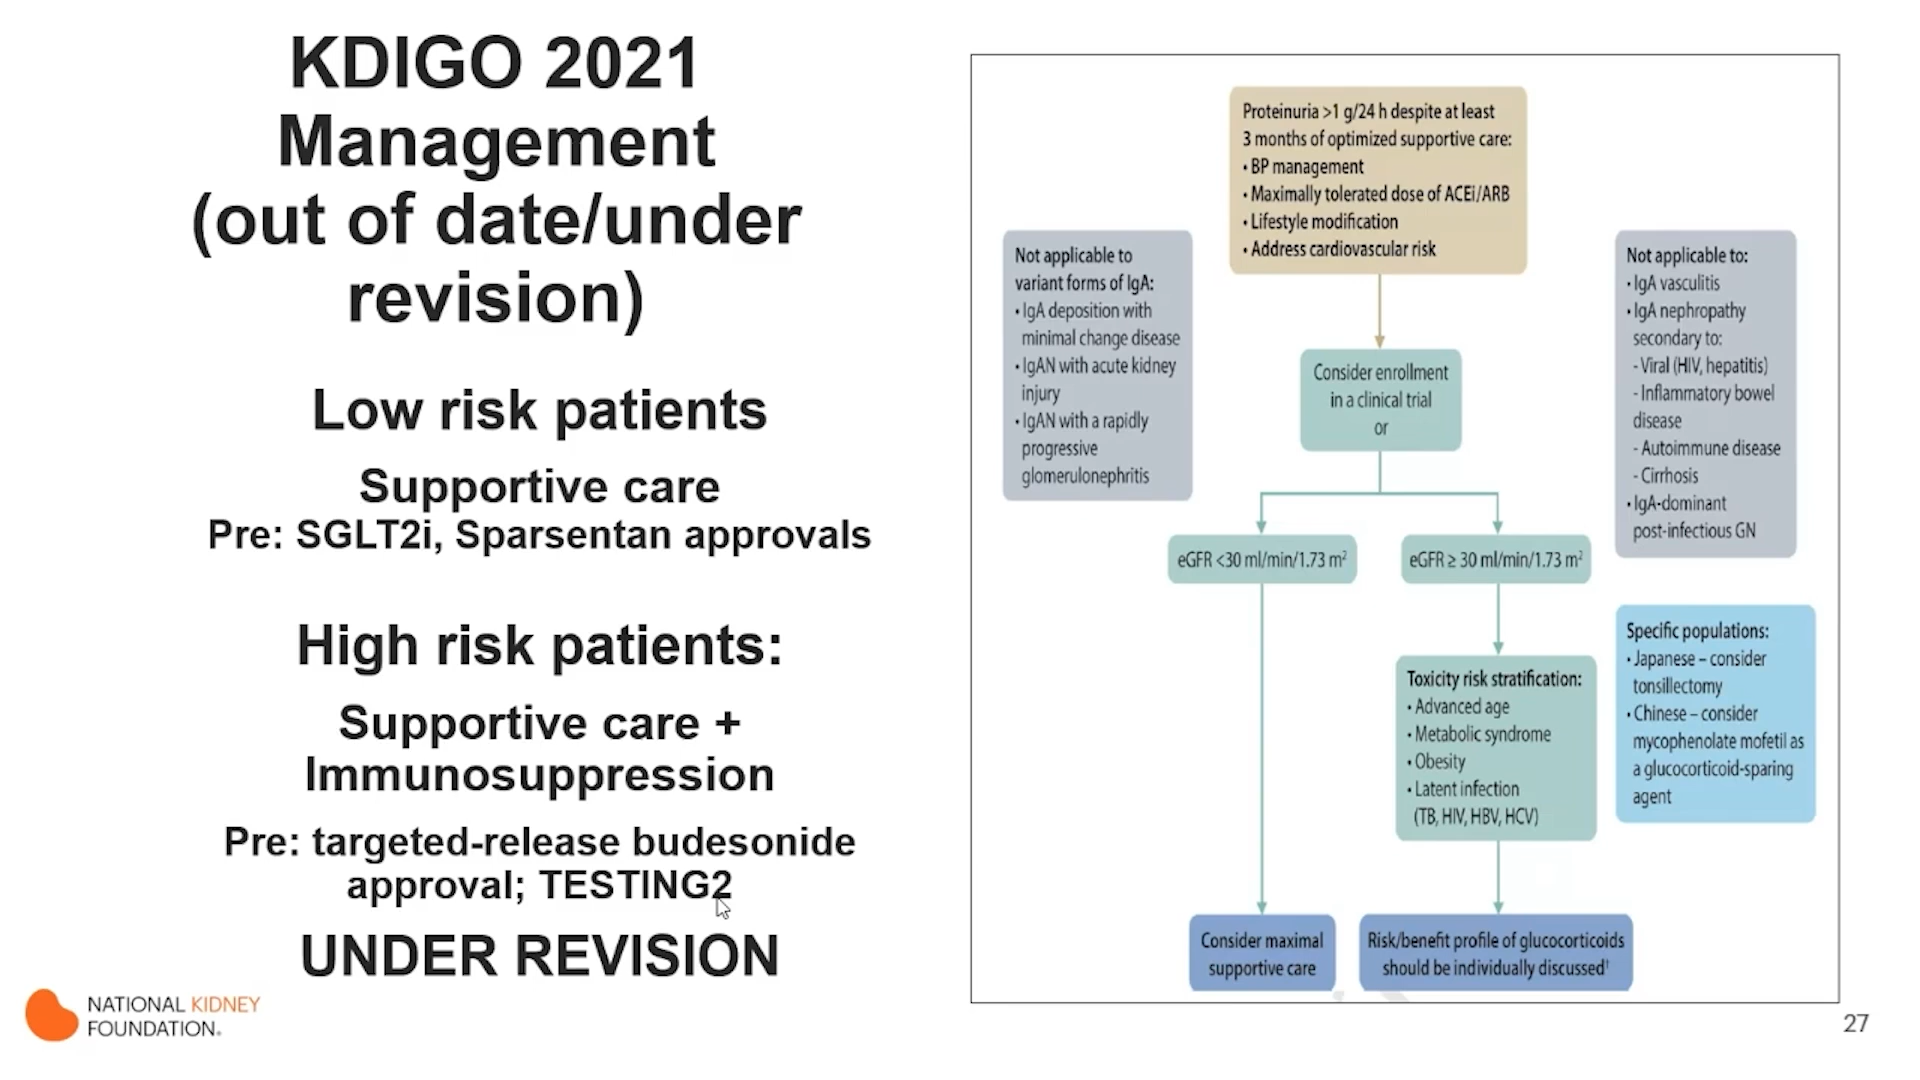 KDIGO 2021
Management
(out of date/under
revision)
Low risk patients
Supportive care
Pre: SGLT2i, Sparsentan approvals
High risk patients:
Supportive care +
Immunosuppression
Pre: targeted-release budesonide
approval; TESTING2
UNDER REVISION
NATIONAL KIDNEY
FOUNDATION.
Proteinuria >1 g/24 h despite at least
3 months of optimized supportive care:
• BP management
• Maximally tolerated dose of ACEi/ARB
• Lifestyle modification
• Address cardiovascular risk
Not applicable to
variant forms of IgA:
• IgA deposition with
minimal change disease
• IgAN with acute kidney
injury
• IgAN with a rapidly
progressive
glomerulonephritis
Consider enrollment
in a clinical trial
or
Not applicable to:
• IgA vasculitis
• IgA nephropathy
secondary to:
- Viral (HIV, hepatitis)
- Inflammatory bowel
disease
- Autoimmune disease
- Cirrhosis
• IgA-dominant
post-infectious GN
eGFR <30 ml/min/1.73 m²
eGFR ≥ 30 ml/min/1.73 m²
Toxicity risk stratification:
• Advanced age
• Metabolic syndrome
• Obesity
• Latent infection
(TB, HIV, HBV, HCV)
Specific populations:
• Japanese – consider
tonsillectomy
• Chinese – consider
mycophenolate mofetil as
a glucocorticoid-sparing
agent
Consider maximal
supportive care
Risk/benefit profile of glucocorticoids
should be individually discussed†
27